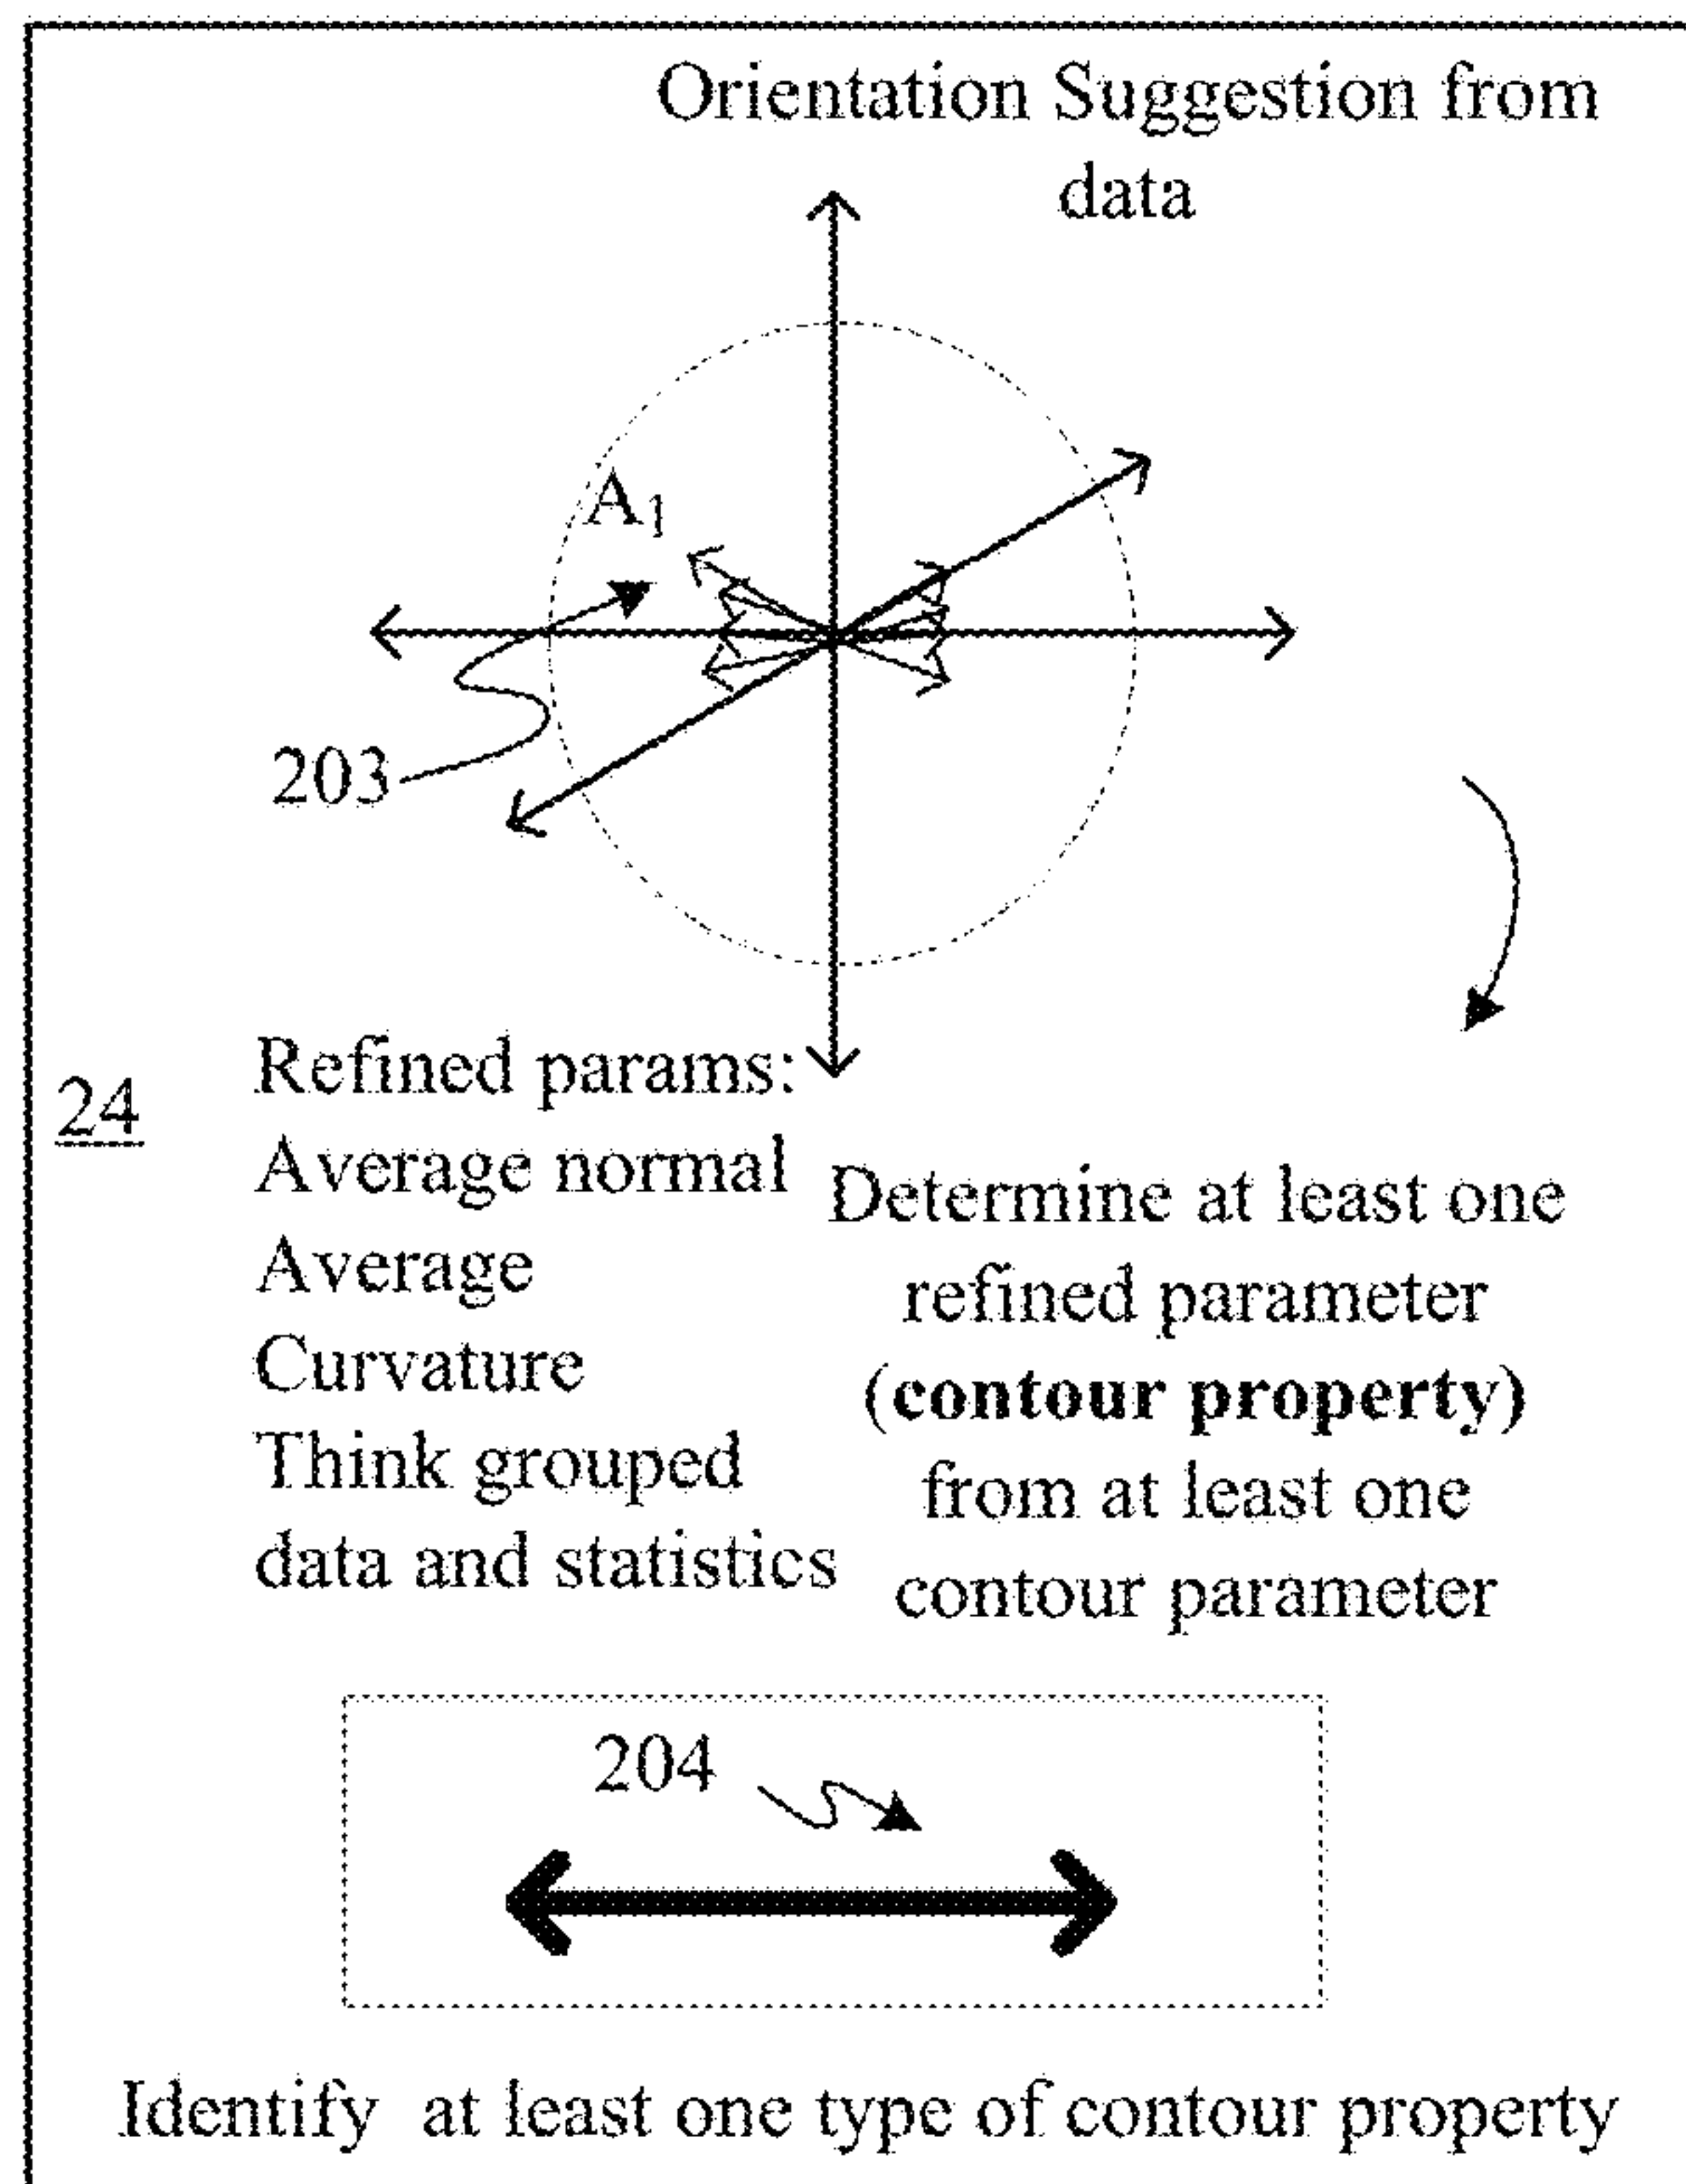 Orientation Suggestion from
data
A1
203
24
Refined params:
Average normal
Average
Curvature
Think grouped
data and statistics
Determine at least one
refined parameter
(contour property)
from at least one
contour parameter
204
Identify at least one type of contour property